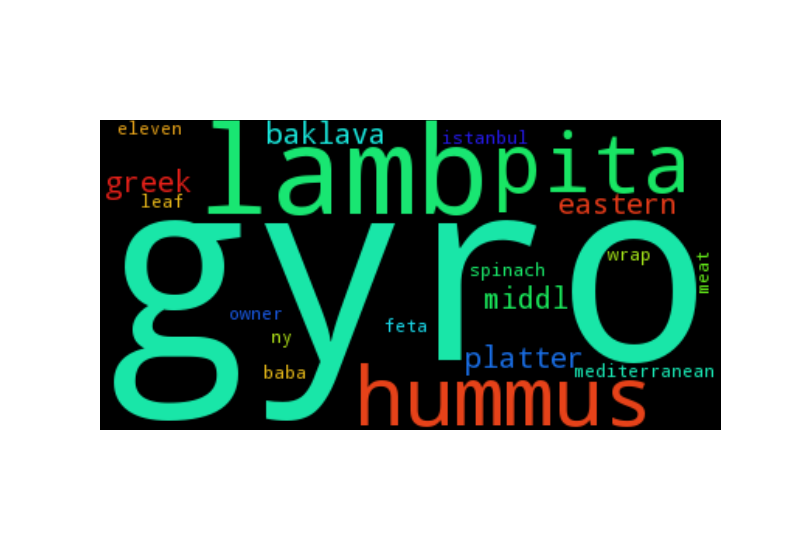 eleven
baklava
istanbul
lamb
pita
greek
leaf
eastern
gyro
wrap
meat
spinach
middl
owner
feta
ny
platter
baba
mediterranean
hummus